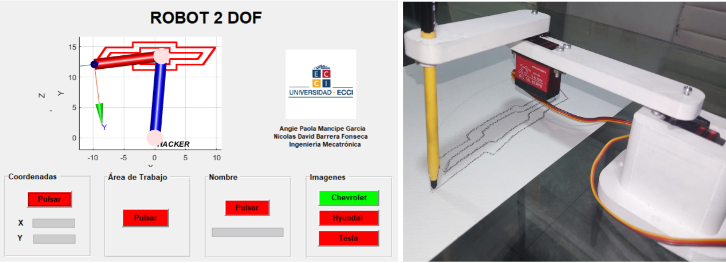 ROBOT 2 DOF
15
10
5
0
Z
Y
-10
-5
0
5
10
Y
HACKER
E C
C I
UNIVERSIDAD - ECCI
Angie Paola Mancipe Garcia
Nicolas David Barrera Fonseca
Ingeniería Mecatrónica
Coordenadas
Pulsar
X
Y
Área de Trabajo
Pulsar
Nombre
Pulsar
Imagenes
Chevrolet
Hyundai
Tesla